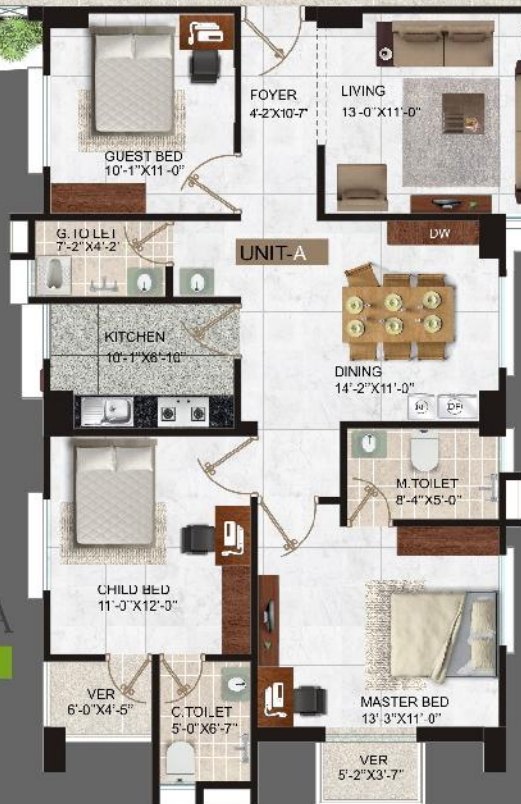 FOYER
4'-2"X10'-7"
LIVING
13'-0"X11'-0"
GUEST BED
10'-1"X11'-0"
G.TOILET
7'-2"X4'-2"
UNIT-A
DW
KITCHEN
10'-1"X6'-10"
DINING
14'-2"X11'-0"
M.TOILET
8'-4"X5'-0"
CHILD BED
11'-0"X12'-0"
A
VER
6'-0"X4'-5"
C.TOILET
5'-0"X6'-7"
MASTER BED
13'-3"X11'-0"
VER
5'-2"X3'-7"